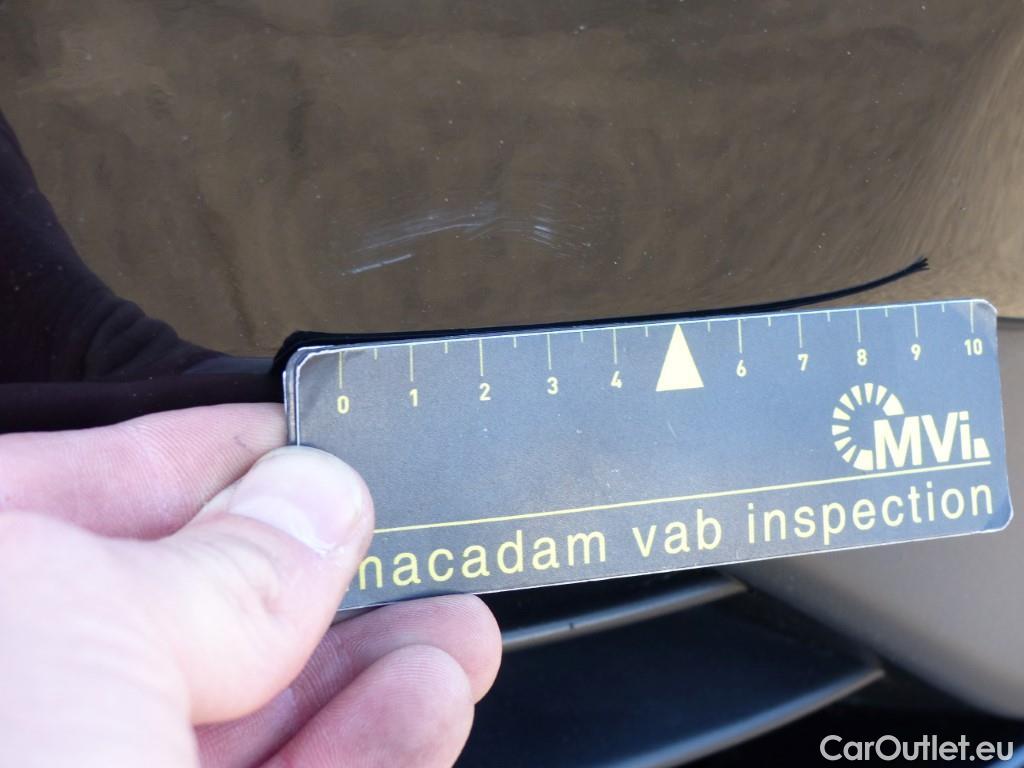 0 1 2 3 4 6 7 8 9 10
MVi
macadam vab inspection
CarOutlet.eu